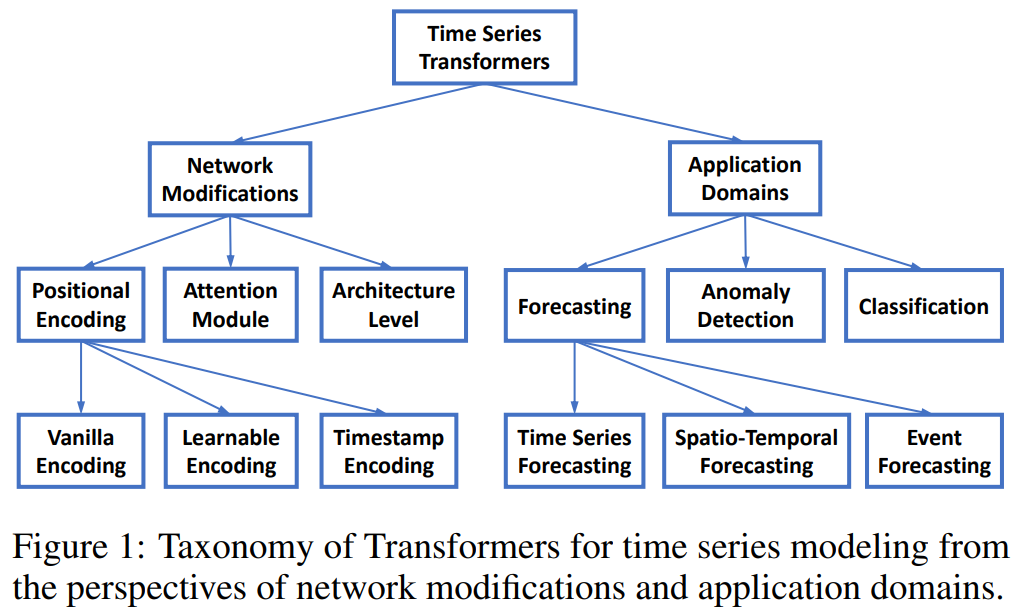 Time Series
Transformers
Network
Modifications
Application
Domains
Positional
Encoding
Attention
Module
Architecture
Level
Forecasting
Anomaly
Detection
Classification
Vanilla
Encoding
Learnable
Encoding
Timestamp
Encoding
Time Series
Forecasting
Spatio-Temporal
Forecasting
Event
Forecasting
Figure 1: Taxonomy of Transformers for time series modeling from
the perspectives of network modifications and application domains.